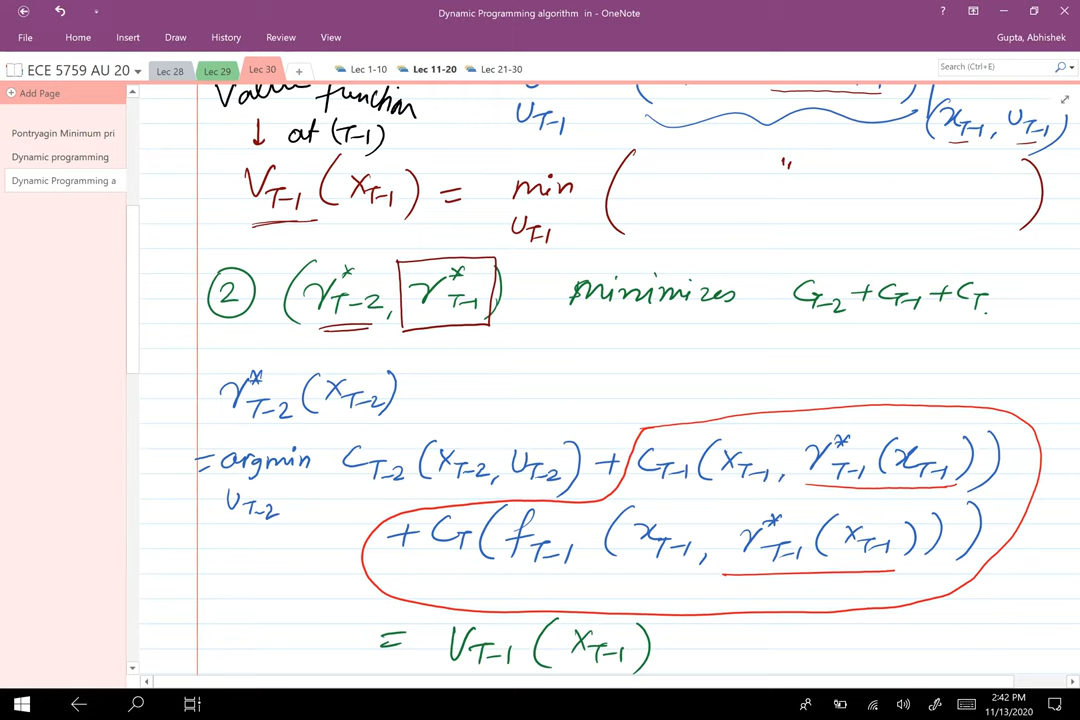 Dynamic Programming algorithm in - OneNote
File Home Insert Draw History Review View Gupta, Abhishek
ECE 5759 AU 20 Lec 28 Lec 29 Lec 30 + Lec 1-10 Lec 11-20 Lec 21-30 Search (Ctrl+E)
Add Page
Pontryagin Minimum pri
Dynamic programming
Dynamic Programming a
Value function
U_{T-1}
(x_{T-1}, U_{T-1})
↓ at (T-1)
V_{T-1}(x_{T-1}) = min_{U_{T-1}} ( " )
② (γ*_{T-2}, γ*_{T-1}) minimizes C_{T-2} + C_{T-1} + C_T.
γ*_{T-2}(x_{T-2})
= argmin_{U_{T-2}} C_{T-2}(x_{T-2}, U_{T-2}) + C_{T-1}(x_{T-1}, γ*_{T-1}(x_{T-1}))
+ C_T(f_{T-1}(x_{T-1}, γ*_{T-1}(x_{T-1})))
= V_{T-1}(x_{T-1})
2:42 PM
11/13/2020